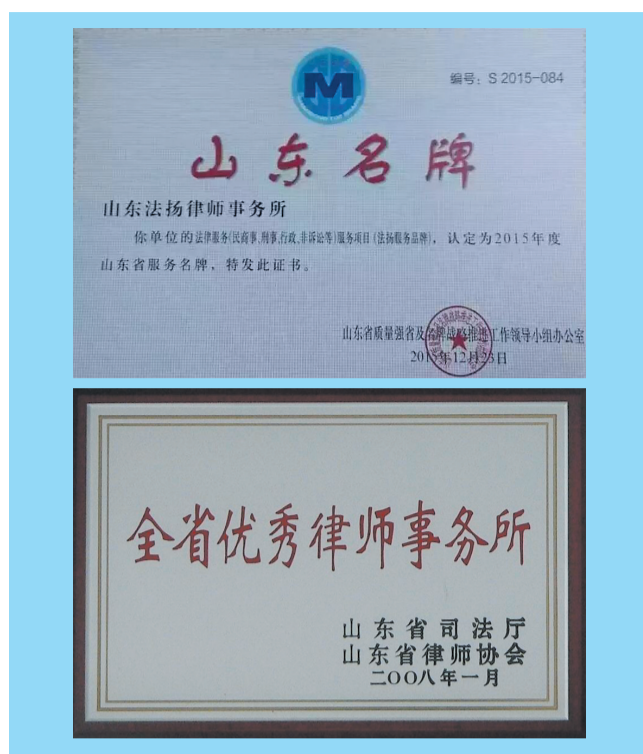 编号：S 2015-084
M
山东名牌
山东法扬律师事务所
你单位的法律服务(民商事,刑事,行政,非诉讼等)服务项目(法扬服务品牌)，认定为2015年度
山东省服务名牌，特发此证书。
山东省质量强省及名牌战略推进工作领导小组办公室
2015年12月23日
全省优秀律师事务所
山东省司法厅
山东省律师协会
二〇〇八年一月